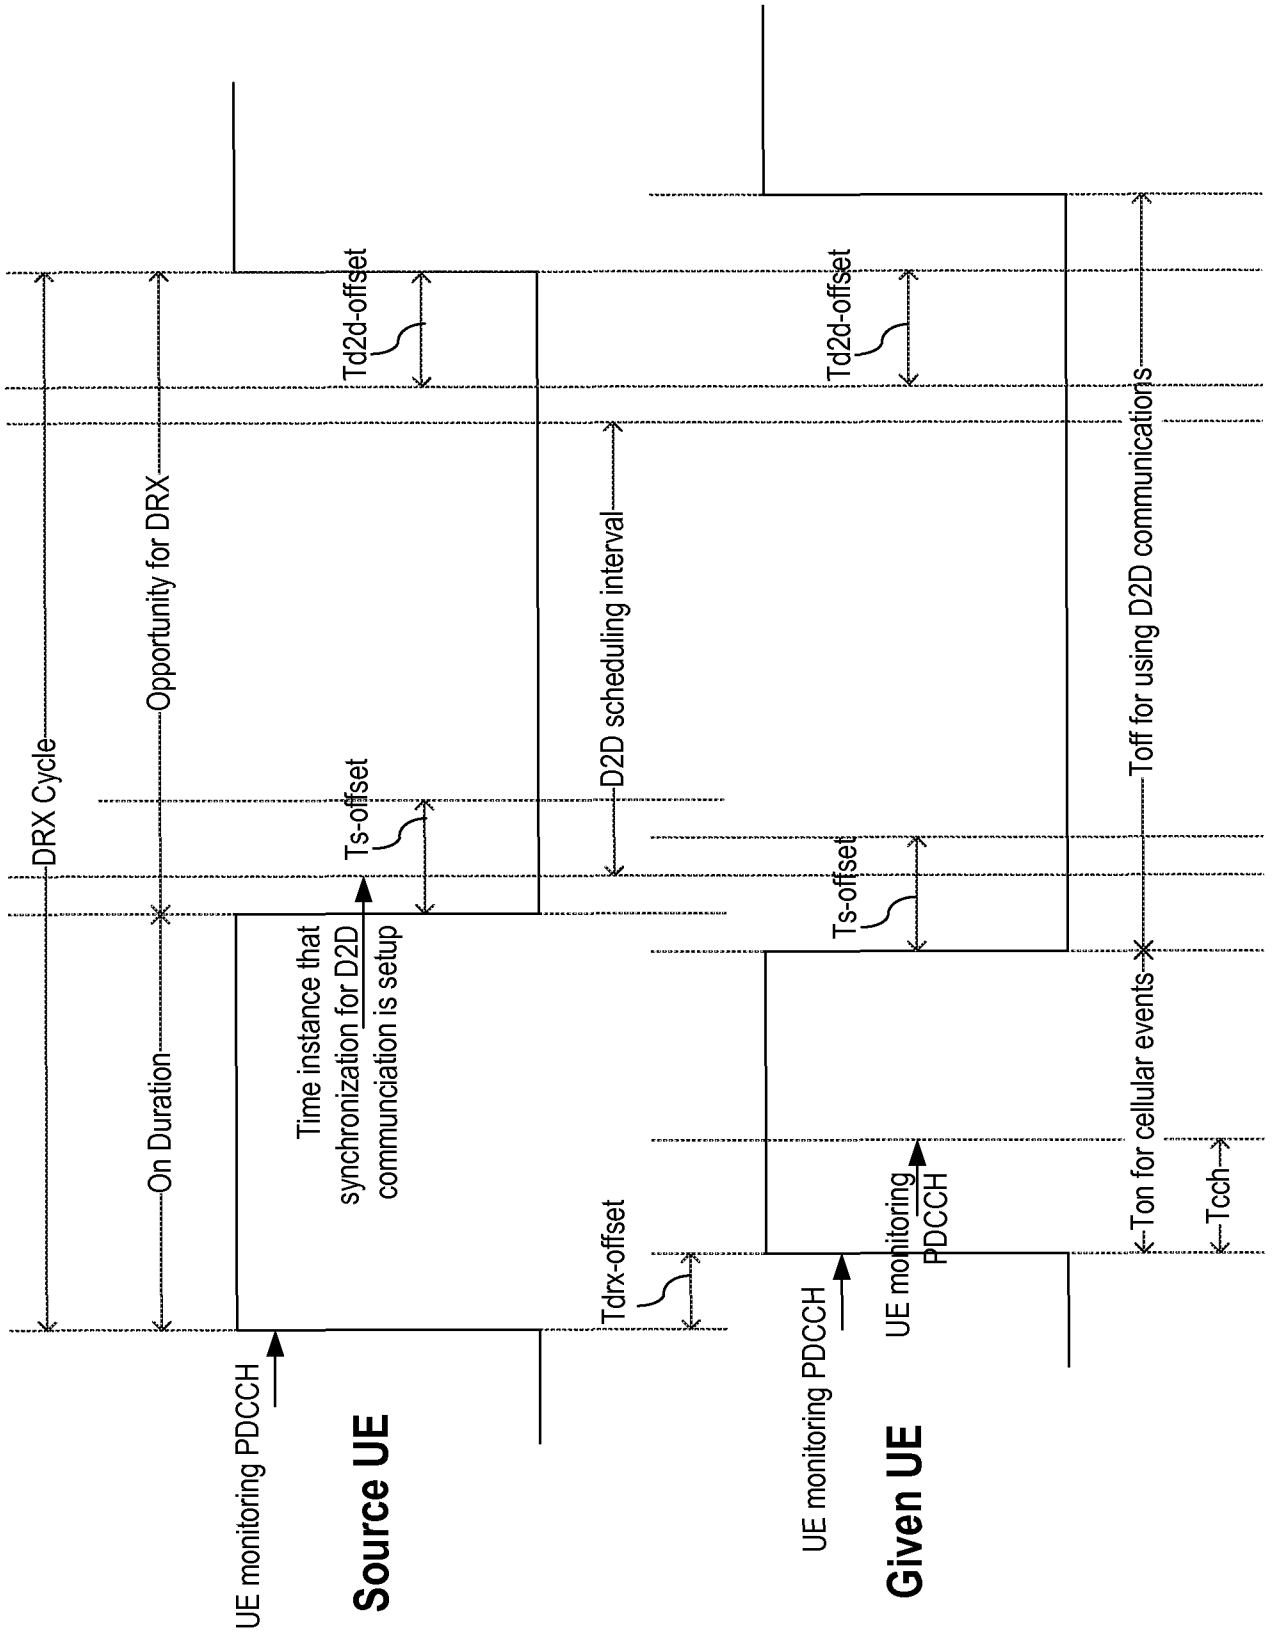 DRX Cycle
On Duration
Opportunity for DRX
UE monitoring PDCCH
Time instance that
synchronization for D2D
communciation is setup
Ts-offset
Td2d-offset
Source UE
Tdrx-offset
D2D scheduling interval
UE monitoring PDCCH
UE monitoring
PDCCH
Ts-offset
Td2d-offset
Given UE
Ton for cellular events
Toff for using D2D communications
Tcch